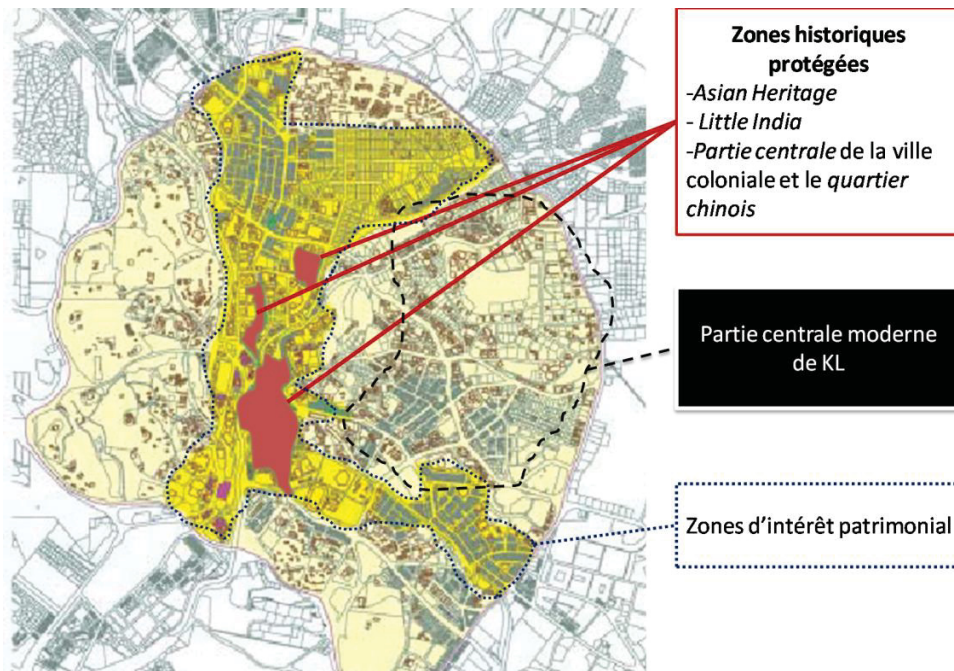 Zones historiques
protégées
-Asian Heritage
- Little India
-Partie centrale de la ville
coloniale et le quartier
chinois
Partie centrale moderne
de KL
Zones d'intérêt patrimonial